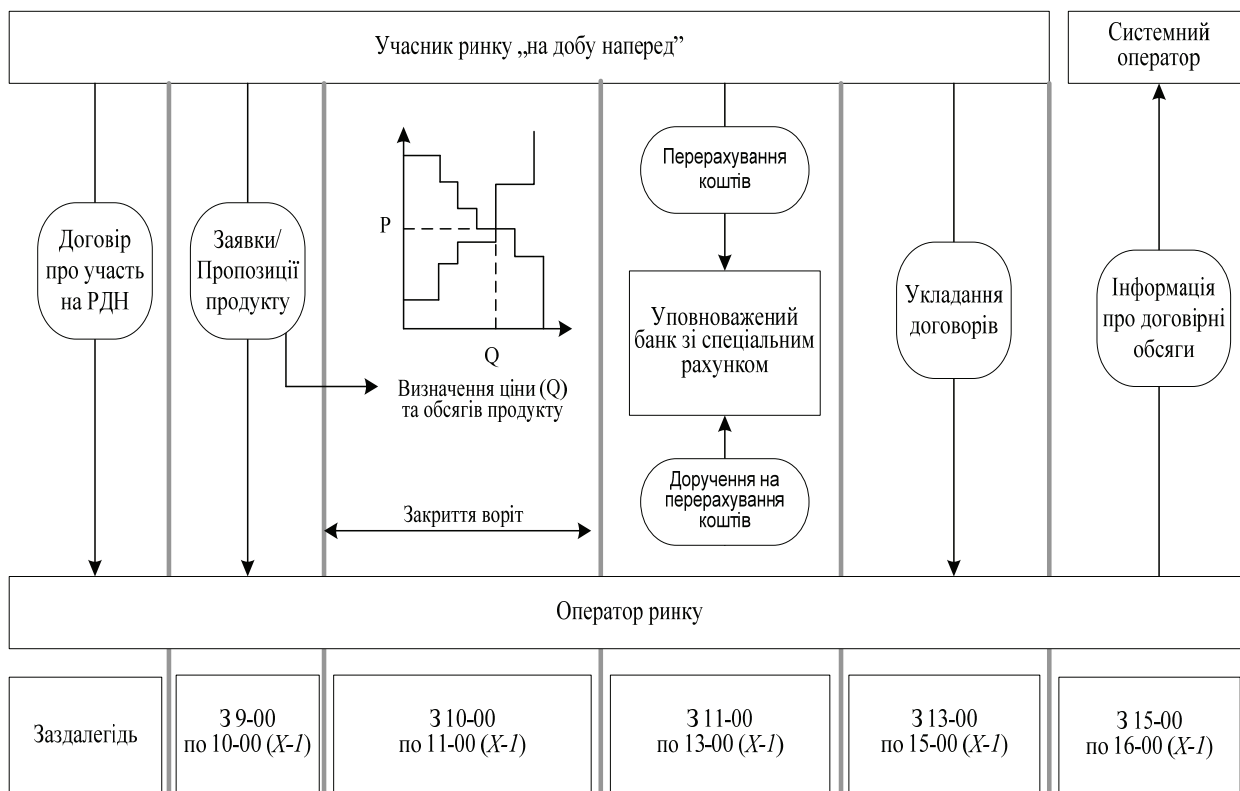 Учасник ринку „на добу наперед”
Системний
оператор
Договір
про участь
на РДН
Заявки/
Пропозиції
продукту
P
Q
Визначення ціни (Q)
та обсягів продукту
Закриття воріт
Перерахування
коштів
Уповноважений
банк зі спеціальним
рахунком
Доручення на
перерахування
коштів
Укладання
договорів
Інформація
про договірні
обсяги
Оператор ринку
Заздалегідь
З 9-00
по 10-00 (X-1)
З 10-00
по 11-00 (X-1)
З 11-00
по 13-00 (X-1)
З 13-00
по 15-00 (X-1)
З 15-00
по 16-00 (X-1)